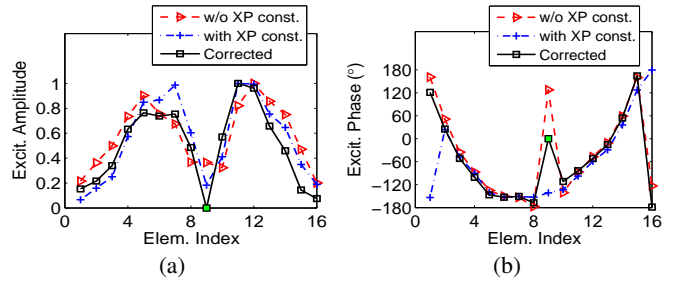 w/o XP const.
with XP const.
Corrected
Excit. Amplitude
1
0.8
0.6
0.4
0.2
0
0 4 8 12 16
Elem. Index
(a)
w/o XP const.
with XP const.
Corrected
Excit. Phase (°)
180
120
60
0
−60
−120
−180
0 4 8 12 16
Elem. Index
(b)